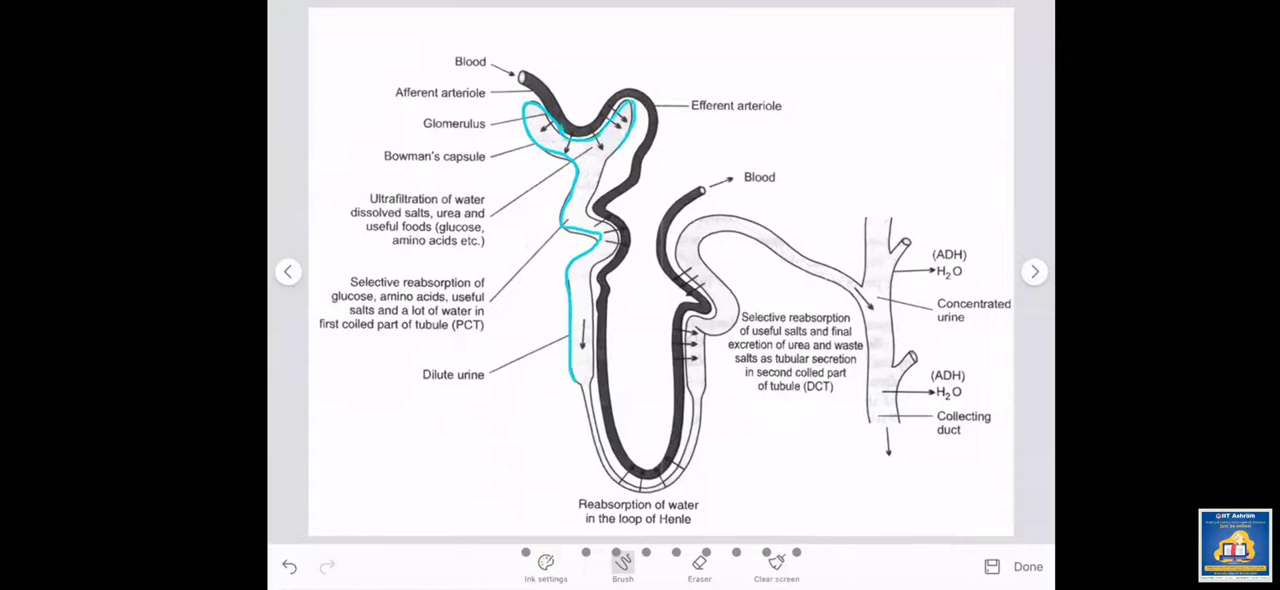 Blood
Afferent arteriole
Efferent arteriole
Glomerulus
Bowman's capsule
Blood
Ultrafiltration of water
dissolved salts, urea and
useful foods (glucose,
amino acids etc.)
(ADH)
H2O
Selective reabsorption of
glucose, amino acids, useful
salts and a lot of water in
first coiled part of tubule (PCT)
Concentrated
urine
Selective reabsorption
of useful salts and final
excretion of urea and waste
salts as tubular secretion
in second colled part
of tubule (DCT)
Dilute urine
(ADH)
H2O
Collecting
duct
Reabsorption of water
in the loop of Henle
Ink settings
Brush
Eraser
Clear screen
Done
IIT Ashram
just be online!